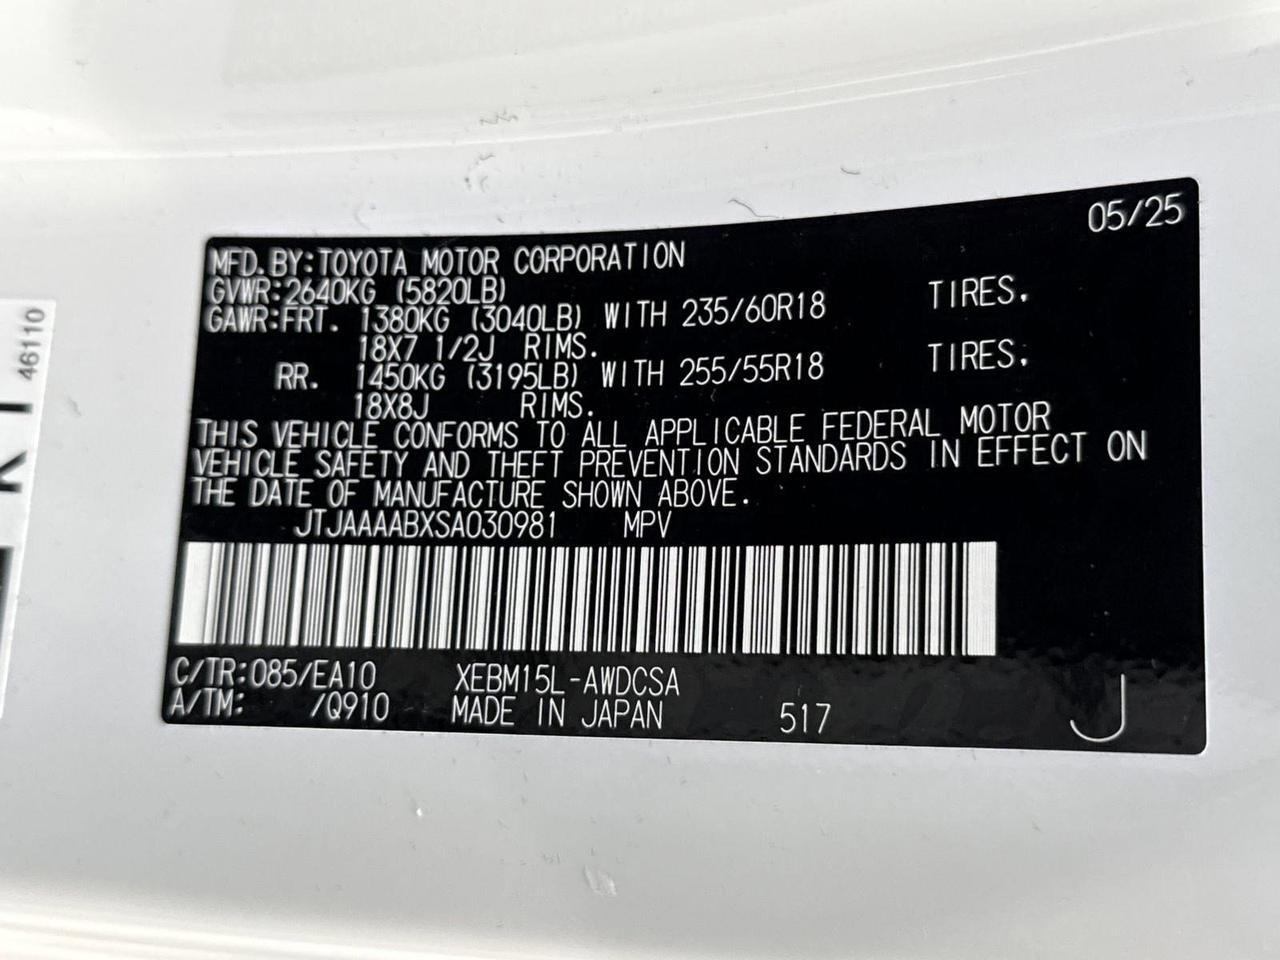 05/25
MFD.BY:TOYOTA MOTOR CORPORATION
GVWR:2640KG (5820LB)
GAWR:FRT. 1380KG (3040LB) WITH 235/60R18 TIRES.
18X7 1/2J RIMS.
RR. 1450KG (3195LB) WITH 255/55R18 TIRES.
18X8J RIMS.
THIS VEHICLE CONFORMS TO ALL APPLICABLE FEDERAL MOTOR
VEHICLE SAFETY AND THEFT PREVENTION STANDARDS IN EFFECT ON
THE DATE OF MANUFACTURE SHOWN ABOVE.
JTJAAAABXSA030981 MPV
C/TR:085/EA10 XEBM15L-AWDCSA
A/TM: /Q910 MADE IN JAPAN 517 J
46110